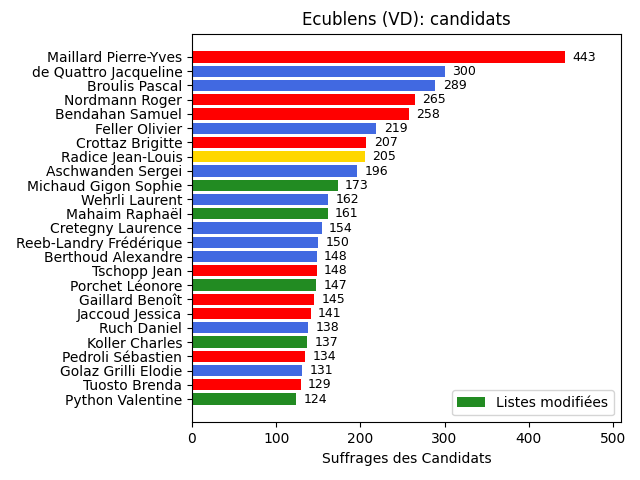 Ecublens (VD): candidats
Maillard Pierre-Yves 443
de Quattro Jacqueline 300
Broulis Pascal 289
Nordmann Roger 265
Bendahan Samuel 258
Feller Olivier 219
Crottaz Brigitte 207
Radice Jean-Louis 205
Aschwanden Sergei 196
Michaud Gigon Sophie 173
Wehrli Laurent 162
Mahaim Raphaël 161
Cretegny Laurence 154
Reeb-Landry Frédérique 150
Berthoud Alexandre 148
Tschopp Jean 148
Porchet Léonore 147
Gaillard Benoît 145
Jaccoud Jessica 141
Ruch Daniel 138
Koller Charles 137
Pedroli Sébastien 134
Golaz Grilli Elodie 131
Tuosto Brenda 129
Python Valentine 124
Listes modifiées
0 100 200 300 400 500
Suffrages des Candidats